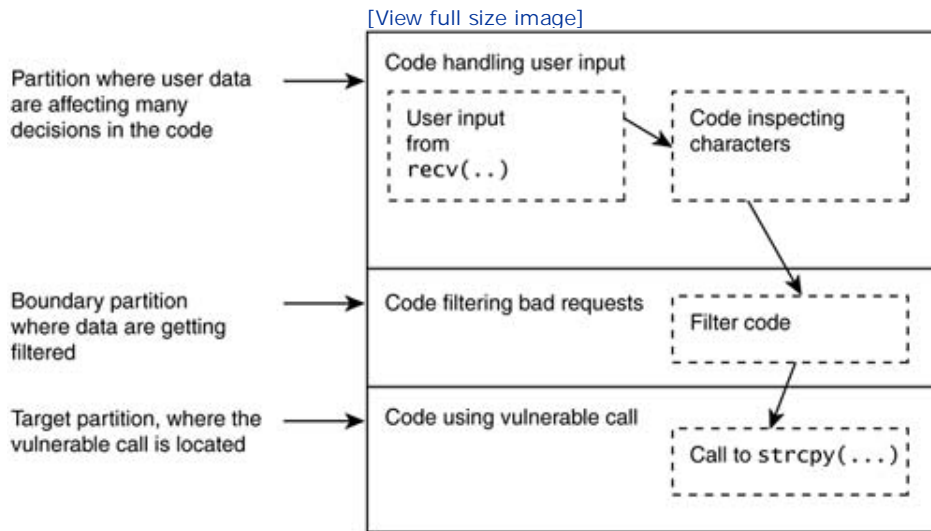 [View full size image]
Partition where user data
are affecting many
decisions in the code
Code handling user input
User input
from
recv(..)
Code inspecting
characters
Boundary partition
where data are getting
filtered
Code filtering bad requests
Filter code
Target partition, where the
vulnerable call is located
Code using vulnerable call
Call to strcpy(...)